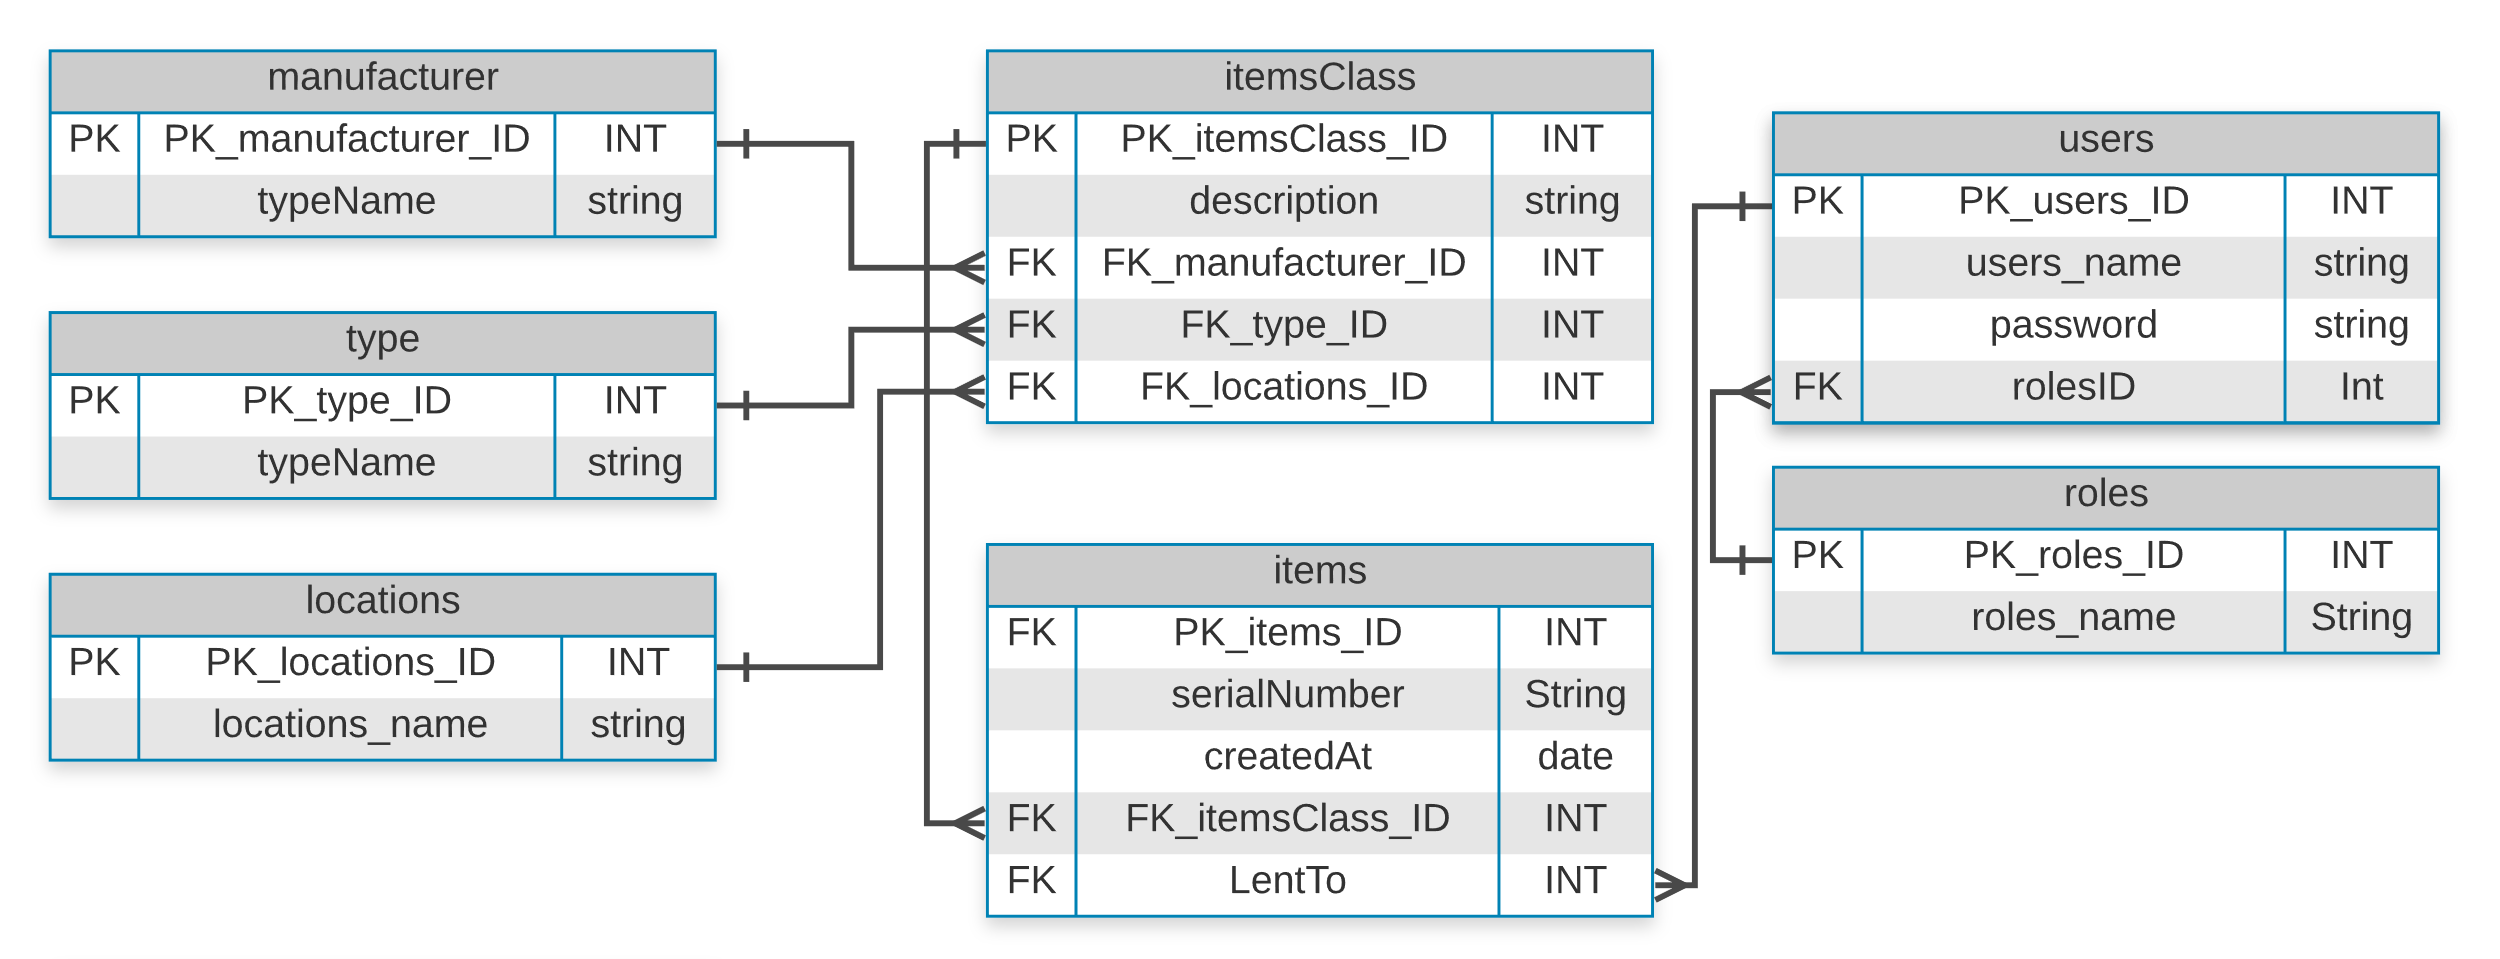 manufacturer
PK PK_manufacturer_ID INT
typeName string
type
PK PK_type_ID INT
typeName string
locations
PK PK_locations_ID INT
locations_name string
itemsClass
PK PK_itemsClass_ID INT
description string
FK FK_manufacturer_ID INT
FK FK_type_ID INT
FK FK_locations_ID INT
items
FK PK_items_ID INT
serialNumber String
createdAt date
FK FK_itemsClass_ID INT
FK LentTo INT
users
PK PK_users_ID INT
users_name string
password string
FK rolesID Int
roles
PK PK_roles_ID INT
roles_name String